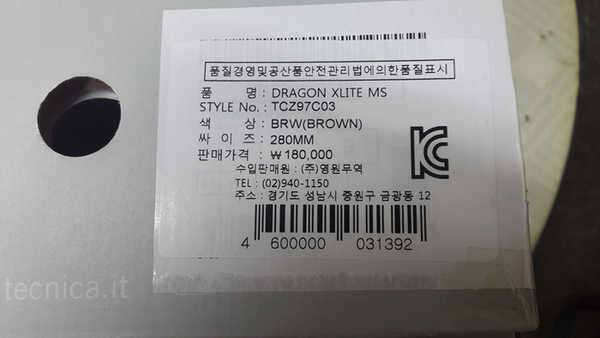 품질경영및공산품안전관리법에의한품질표시
품 명 : DRAGON XLITE MS
STYLE No. : TCZ97C03
색 상 : BRW(BROWN)
싸 이 즈 : 280MM
판매가격 : ₩180,000
수입판매원 : (주)영원무역
TEL : (02)940-1150
주소 : 경기도 성남시 중원구 금광동 12
4 600000 031392
tecnica.it